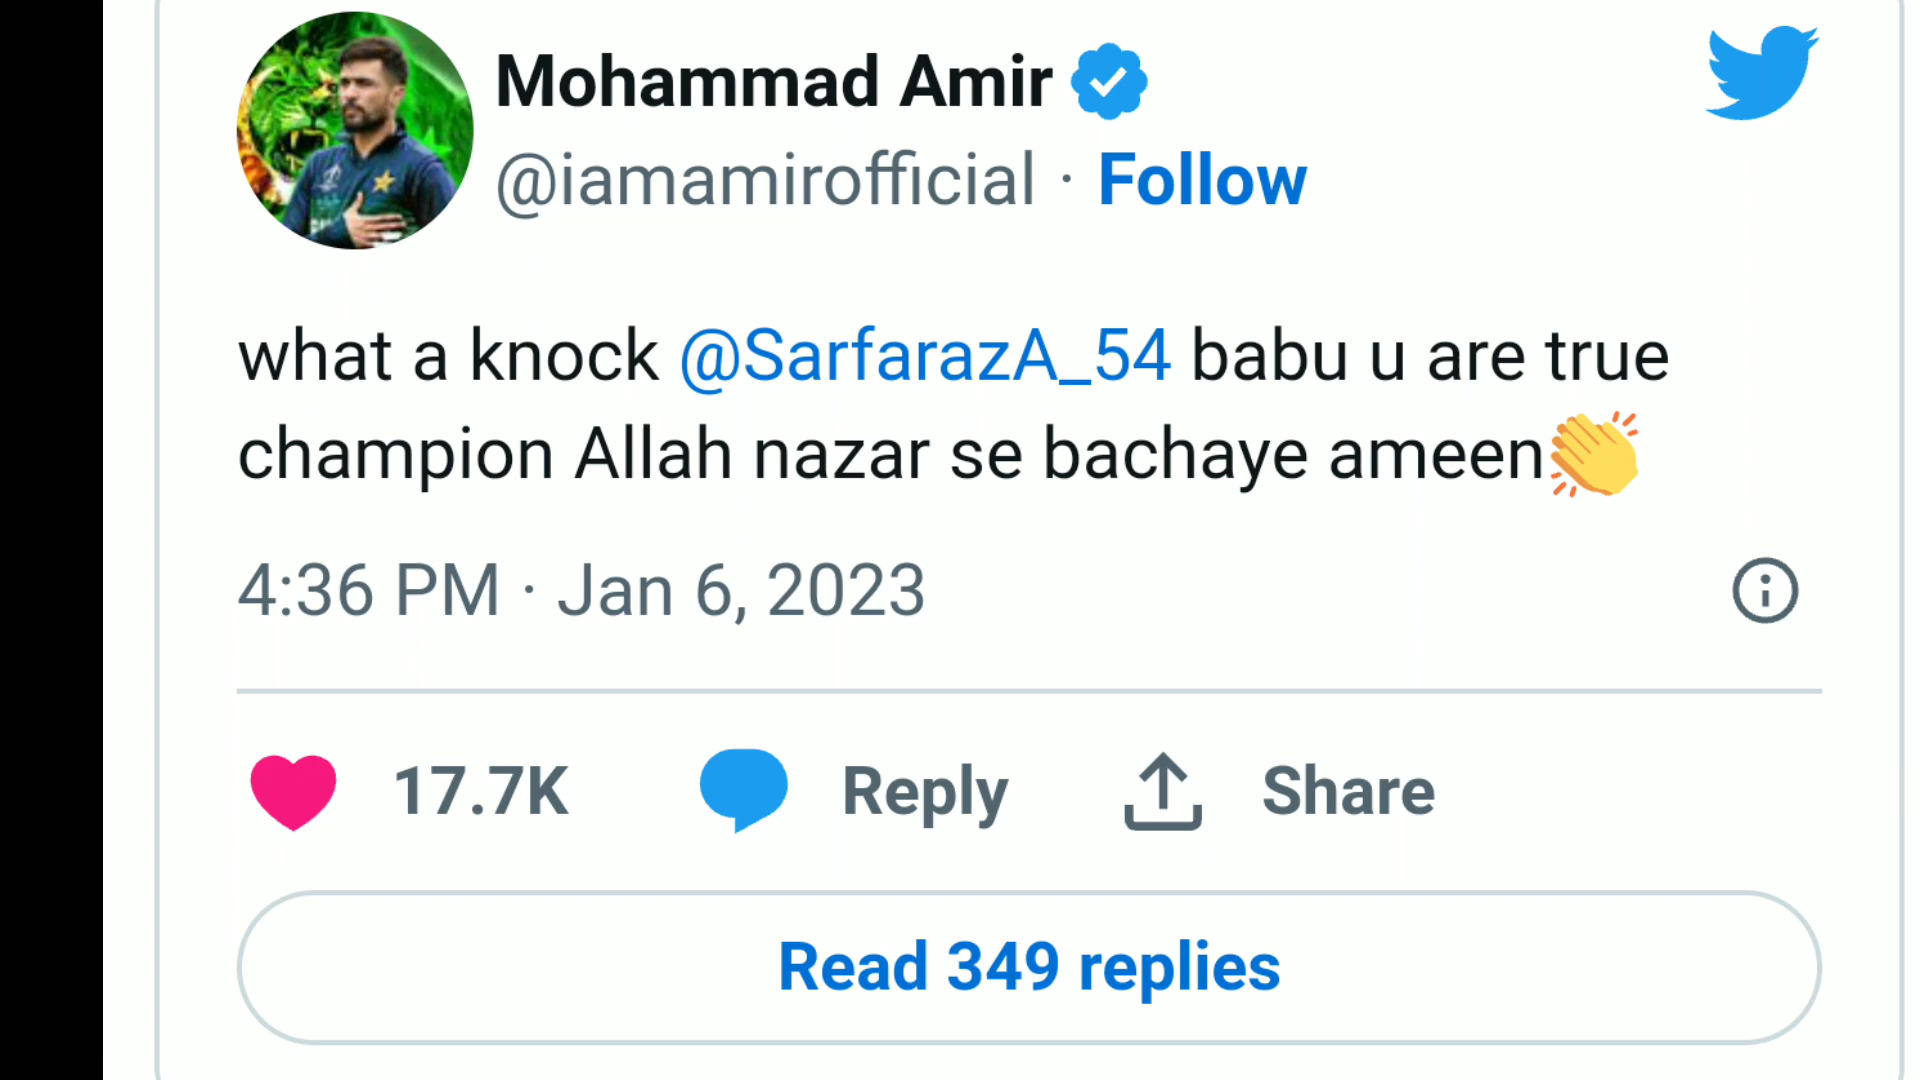 Mohammad Amir
@iamamirofficial · Follow
what a knock @SarfarazA_54 babu u are true
champion Allah nazar se bachaye ameen👏
4:36 PM · Jan 6, 2023
17.7K Reply Share
Read 349 replies